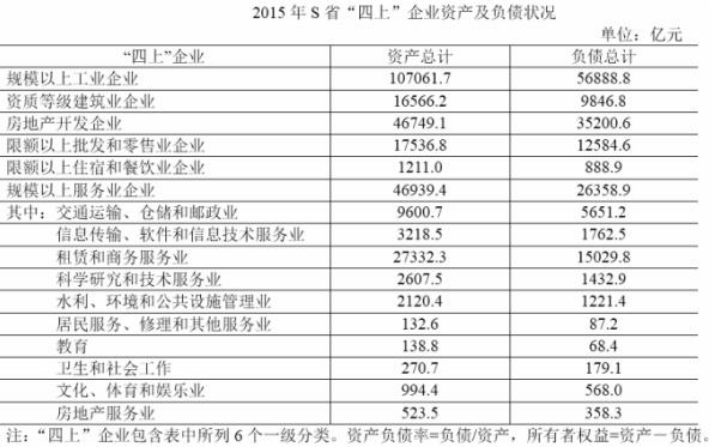 2015 年 S 省“四上”企业资产及负债状况
单位：亿元
“四上”企业 资产总计 负债总计
规模以上工业企业 107061.7 56888.8
资质等级建筑业企业 16566.2 9846.8
房地产开发企业 46749.1 35200.6
限额以上批发和零售业企业 17536.8 12584.6
限额以上住宿和餐饮业企业 1211.0 888.9
规模以上服务业企业 46939.4 26358.9
其中：交通运输、仓储和邮政业 9600.7 5651.2
信息传输、软件和信息技术服务业 3218.5 1762.5
租赁和商务服务业 27332.3 15029.8
科学研究和技术服务业 2607.5 1432.9
水利、环境和公共设施管理业 2120.4 1221.4
居民服务、修理和其他服务业 132.6 87.2
教育 138.8 68.4
卫生和社会工作 270.7 179.1
文化、体育和娱乐业 994.4 568.0
房地产服务业 523.5 358.3
注：“四上”企业包含表中所列 6 个一级分类。资产负债率=负债/资产，所有者权益=资产－负债。